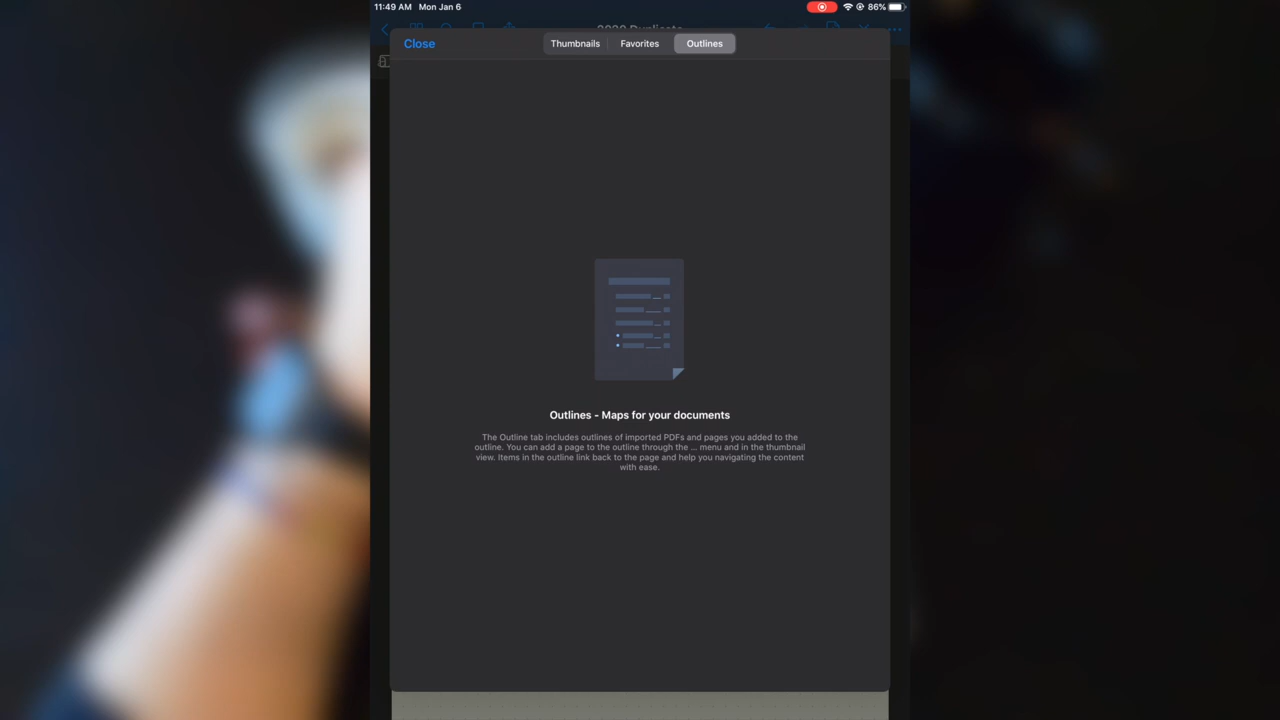 11:49 AM Mon Jan 6
86%
2020 Duplicate
Close
Thumbnails
Favorites
Outlines
Outlines - Maps for your documents
The Outline tab includes outlines of imported PDFs and pages you added to the
outline. You can add a page to the outline through the ... menu and in the thumbnail
view. Items in the outline link back to the page and help you navigating the content
with ease.